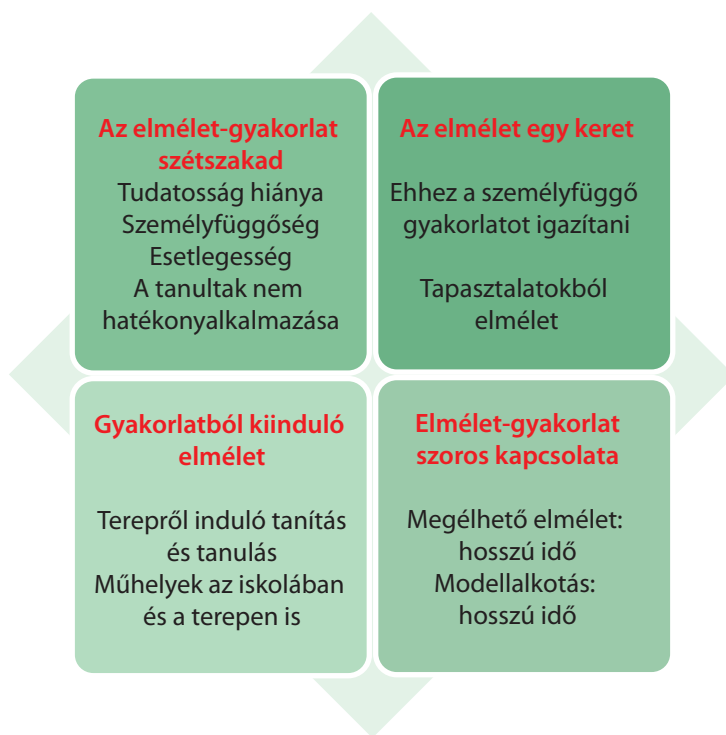 Az elmélet-gyakorlat
szétszakad
Tudatosság hiánya
Személyfüggőség
Esetlegesség
A tanultak nem
hatékonyalkalmazása
Az elmélet egy keret
Ehhez a személyfüggő
gyakorlatot igazítani
Tapasztalatokból
elmélet
Gyakorlatból kiinduló
elmélet
Terepről induló tanítás
és tanulás
Műhelyek az iskolában
és a terepen is
Elmélet-gyakorlat
szoros kapcsolata
Megélhető elmélet:
hosszú idő
Modellalkotás:
hosszú idő